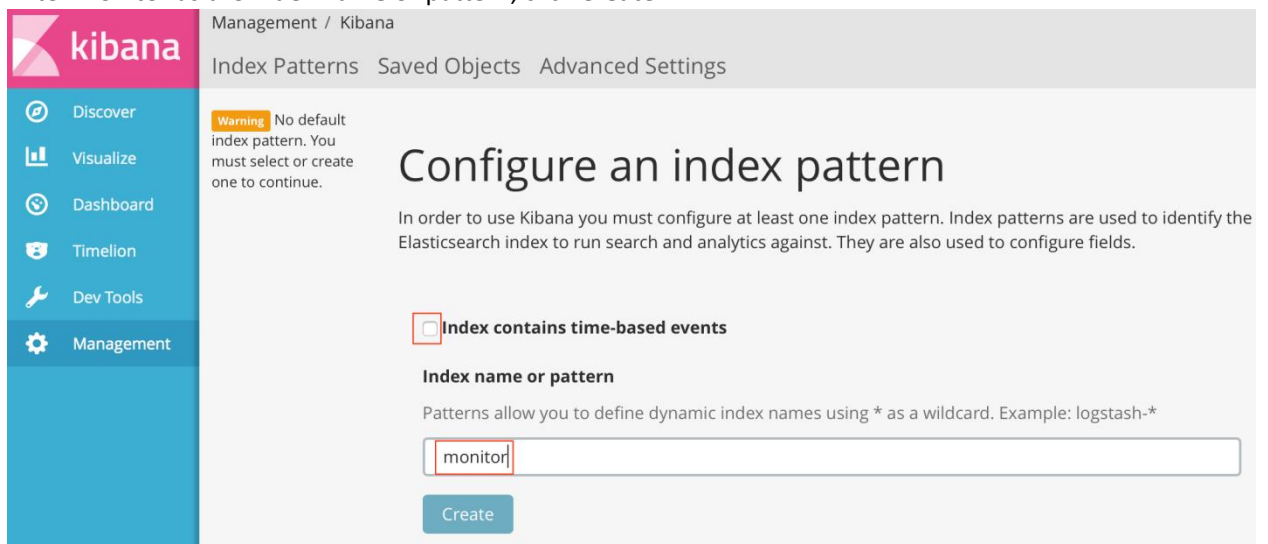 Management / Kibana
kibana
Index Patterns Saved Objects Advanced Settings
Discover
Visualize
Dashboard
Timelion
Dev Tools
Management
Warning No default
index pattern. You
must select or create
one to continue.
Configure an index pattern
In order to use Kibana you must configure at least one index pattern. Index patterns are used to identify the
Elasticsearch index to run search and analytics against. They are also used to configure fields.
Index contains time-based events
Index name or pattern
Patterns allow you to define dynamic index names using * as a wildcard. Example: logstash-*
monitor
Create